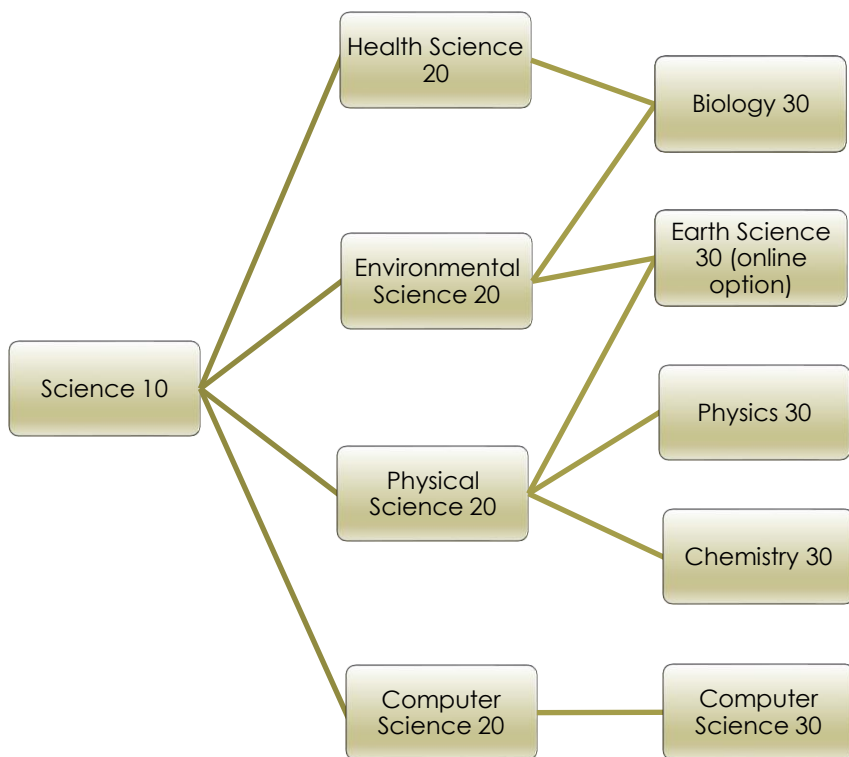 Health Science
20
Biology 30
Earth Science
30 (online
option)
Environmental
Science 20
Science 10
Physics 30
Physical
Science 20
Chemistry 30
Computer
Science 20
Computer
Science 30